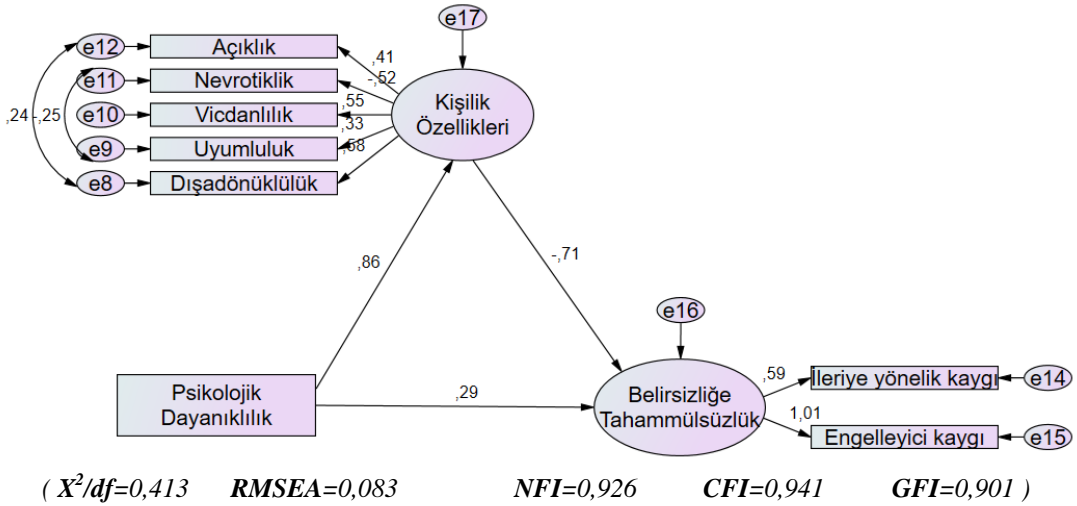 e17
e12
Açıklık
,41
e11
Nevrotiklik
-,52
e10
Vicdanlılık
,55
Kişilik
Özellikleri
,24
-,25
e9
Uyumluluk
,33
e8
Dışadönüklülük
,58
,86
-,71
e16
Psikolojik
Dayanıklılık
,29
Belirsizliğe
Tahammülsüzlük
,59
İleriye yönelik kaygı
e14
1,01
Engelleyici kaygı
e15
( X²/df=0,413 RMSEA=0,083 NFI=0,926 CFI=0,941 GFI=0,901 )